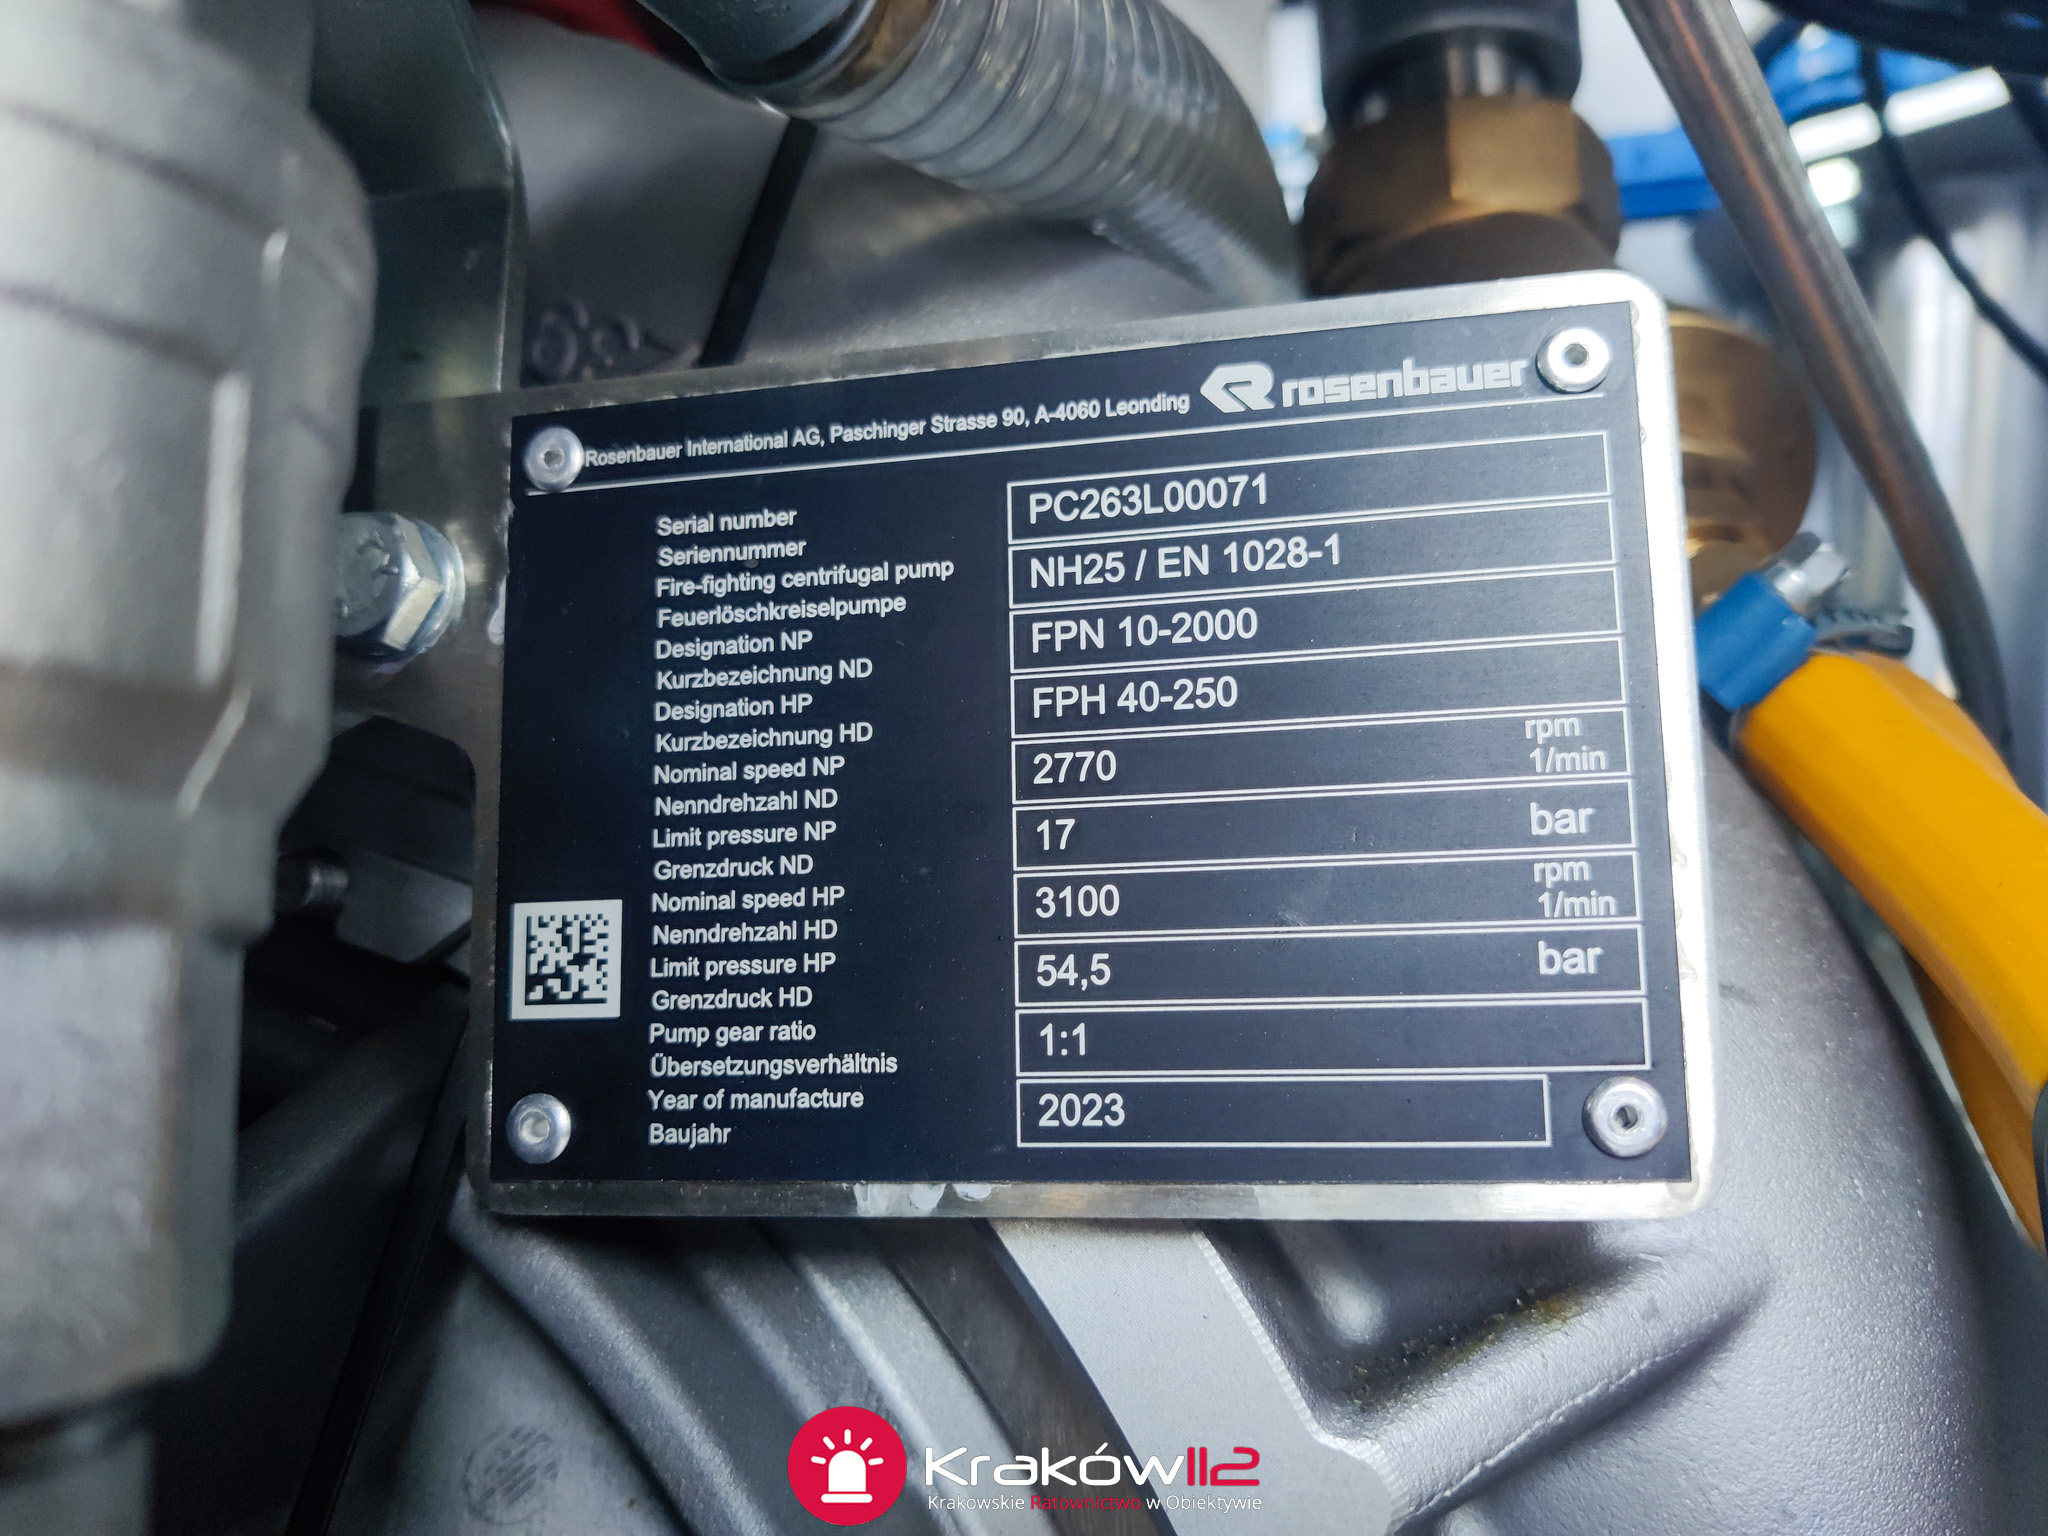 Rosenbauer International AG, Paschinger Strasse 90, A-4060 Leonding rosenbauer
Serial number
Seriennummer
PC263L00071
Fire-fighting centrifugal pump
Feuerlöschkreiselpumpe
NH25 / EN 1028-1
Designation NP
Kurzbezeichnung ND
FPN 10-2000
Designation HP
Kurzbezeichnung HD
FPH 40-250
Nominal speed NP
Nenndrehzahl ND
2770
rpm
1/min
Limit pressure NP
Grenzdruck ND
17 bar
Nominal speed HP
Nenndrehzahl HD
3100
rpm
1/min
Limit pressure HP
Grenzdruck HD
54,5 bar
Pump gear ratio
Übersetzungsverhältnis
1:1
Year of manufacture
Baujahr
2023
Kraków112
Krakowskie Ratownictwo w Obiektywie